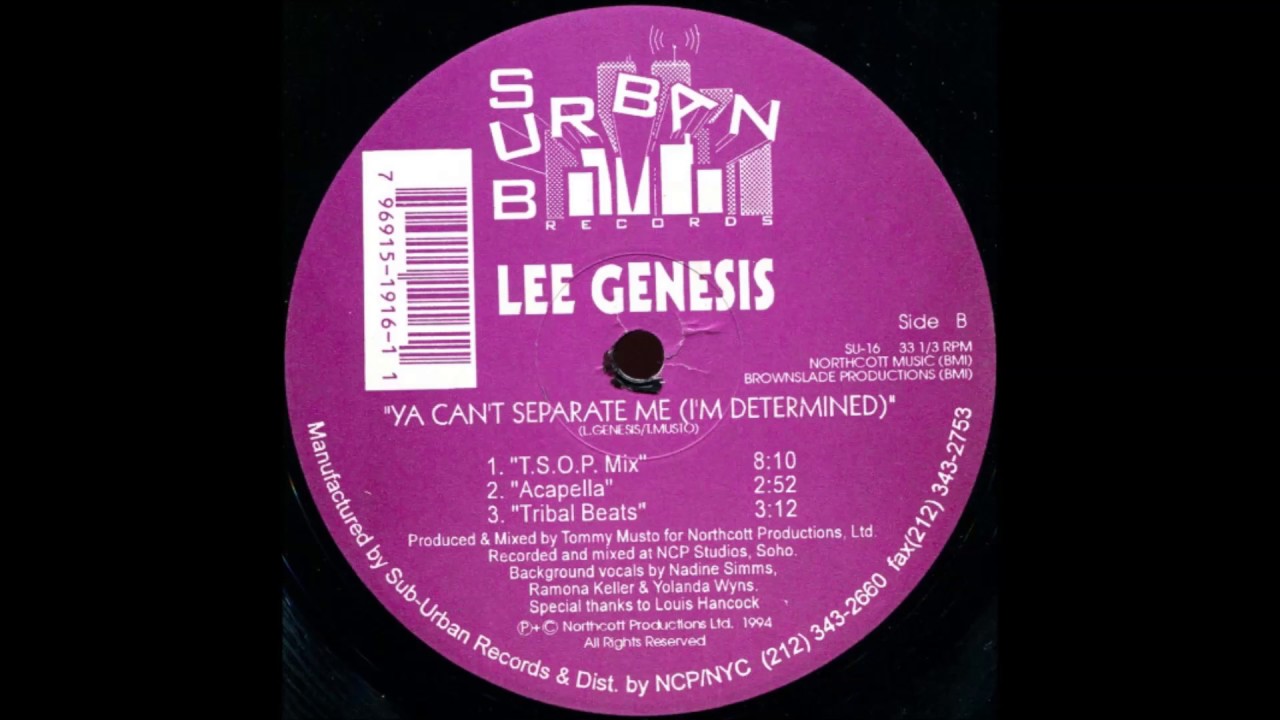 SUB
URBAN
RECORDS
7 96915-1916-1 1
LEE GENESIS
Side B
SU-16 33 1/3 RPM
NORTHCOTT MUSIC (BMI)
BROWNSLADE PRODUCTIONS (BMI)
"YA CAN'T SEPARATE ME (I'M DETERMINED)"
(L.GENESIS/T.MUSTO)
1. "T.S.O.P. Mix" 8:10
2. "Acapella" 2:52
3. "Tribal Beats" 3:12
Produced & Mixed by Tommy Musto for Northcott Productions, Ltd.
Recorded and mixed at NCP Studios, Soho.
Background vocals by Nadine Simms,
Ramona Keller & Yolanda Wyns.
Special thanks to Louis Hancock
Ⓟ+© Northcott Productions Ltd. 1994
All Rights Reserved
Manufactured by Sub-Urban Records & Dist. by NCP/NYC (212) 343-2660 fax(212) 343-2753